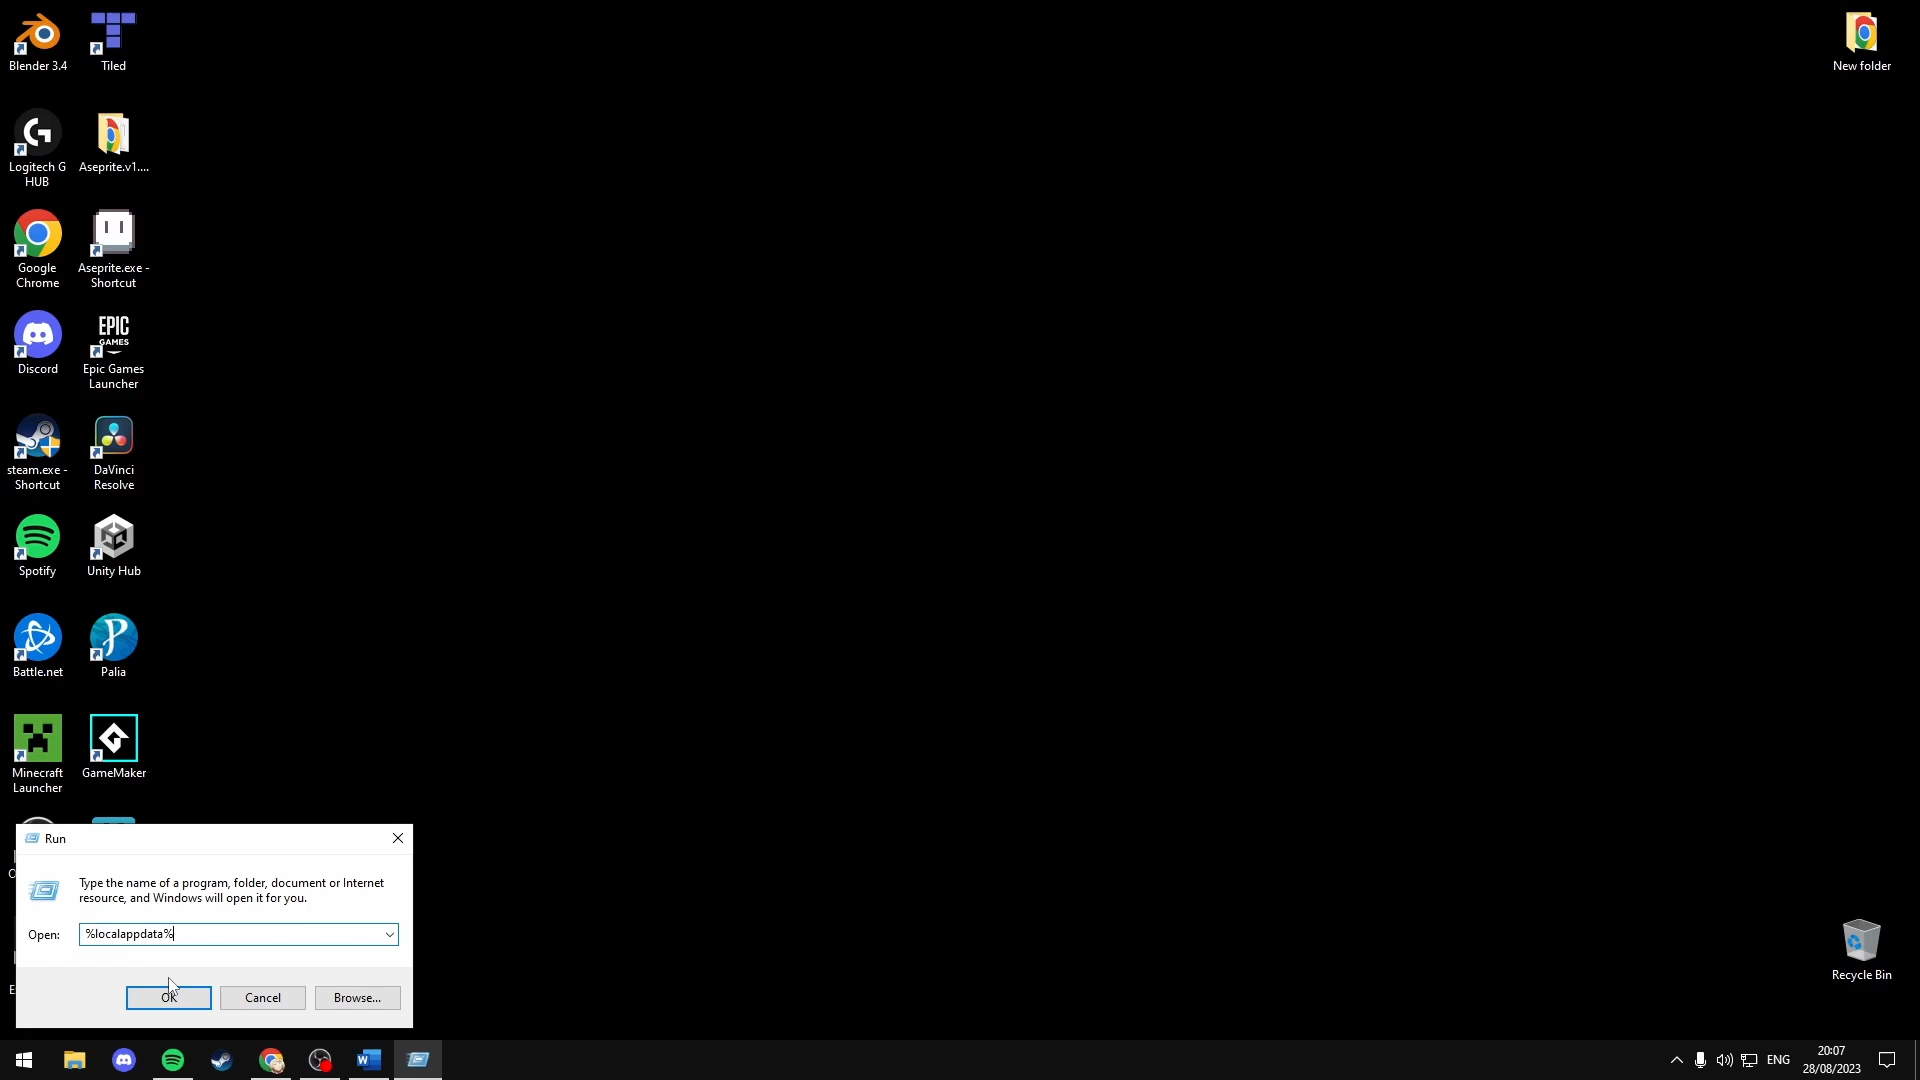 Blender 3.4
Tiled
New folder
Logitech G
HUB
Aseprite.v1....
Google
Chrome
Aseprite.exe -
Shortcut
Discord
EPIC
GAMES
Epic Games
Launcher
steam.exe -
Shortcut
DaVinci
Resolve
Spotify
Unity Hub
Battle.net
Palia
Minecraft
Launcher
GameMaker
Run
Type the name of a program, folder, document or Internet
resource, and Windows will open it for you.
Open:
%localappdata%
OK
Cancel
Browse...
Recycle Bin
ENG
20:07
28/08/2023